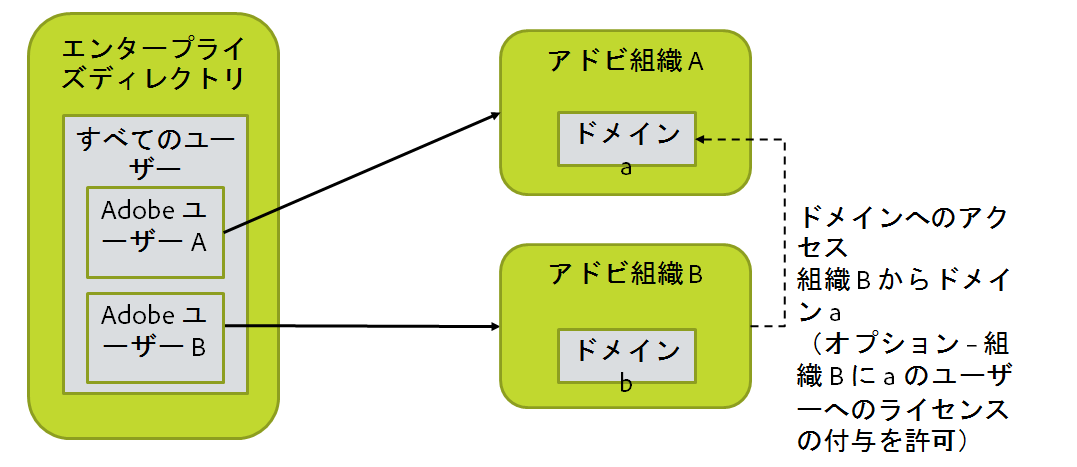 エンタープライ
ズディレクトリ
すべてのユー
ザー
Adobe ユ
ーザー A
Adobe ユ
ーザー B
アドビ組織 A
ドメイン
a
アドビ組織 B
ドメイン
b
ドメインへのアク
セス
組織 B からドメイ
ン a
（オプション – 組
織 B に a のユーザ
ーへのライセンス
の付与を許可）